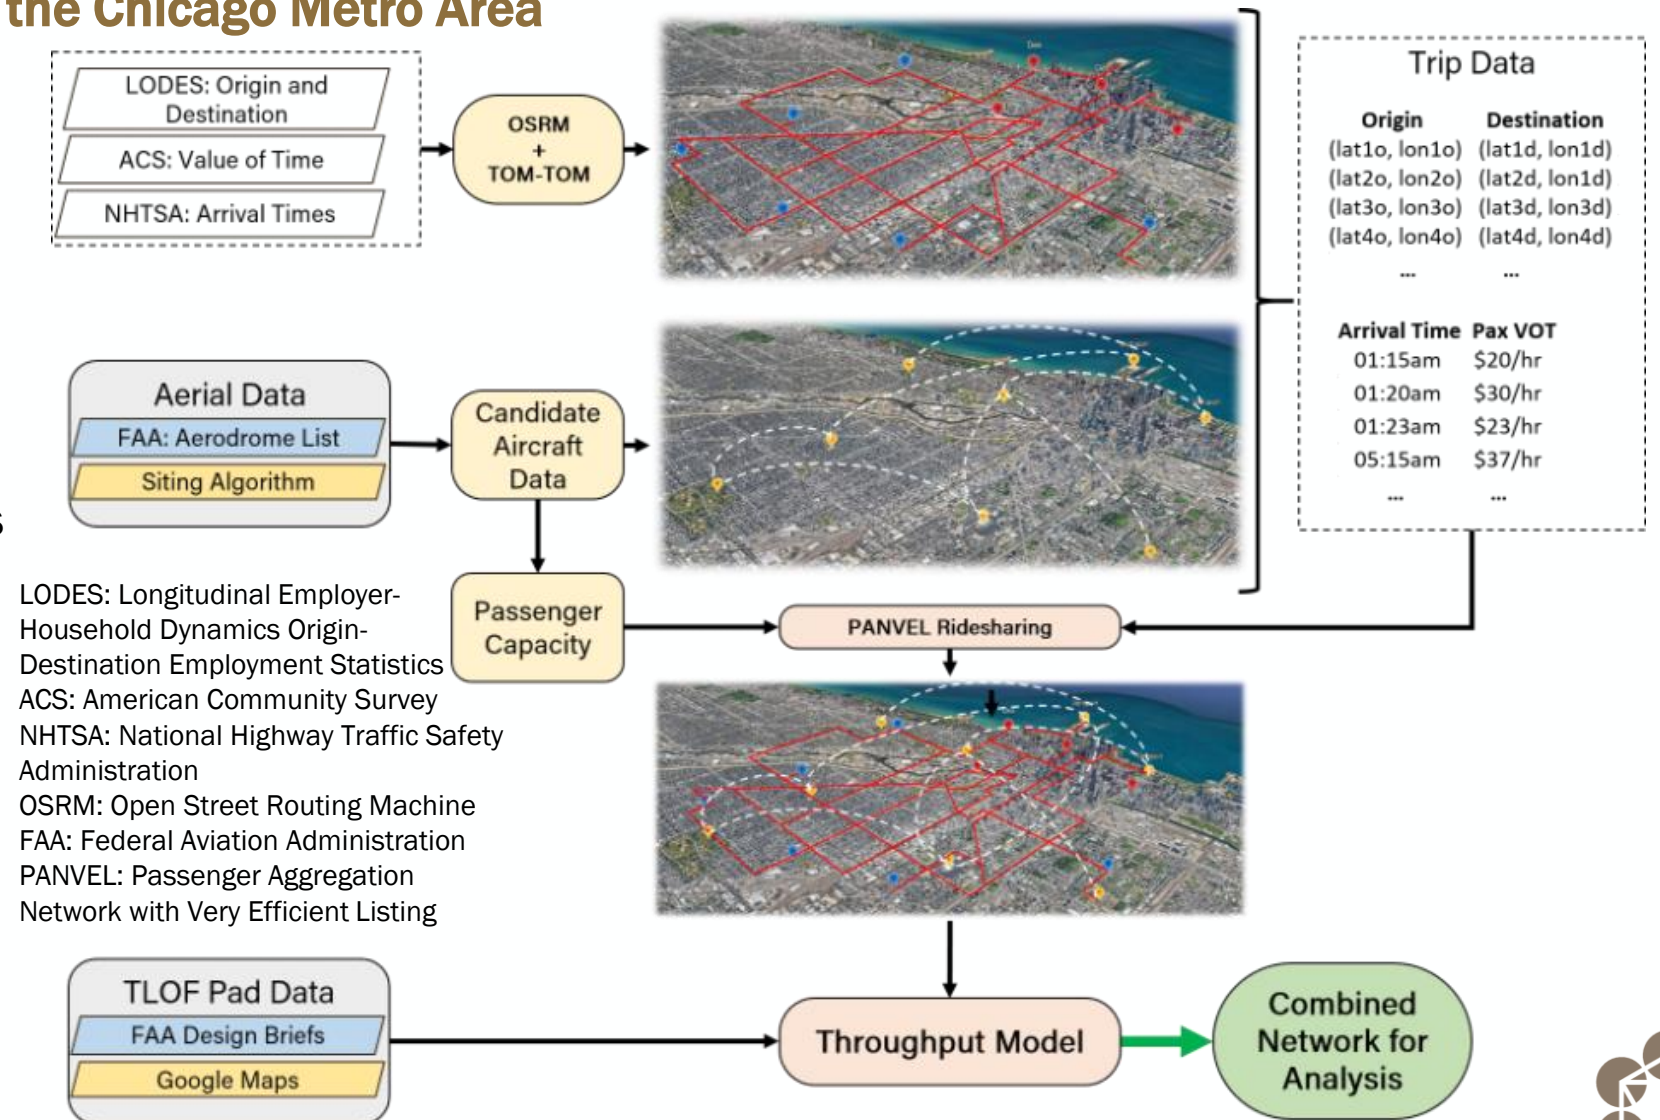 the Chicago Metro Area
LODES: Origin and
Destination
ACS: Value of Time
NHTSA: Arrival Times
OSRM
+
TOM-TOM
Trip Data
Origin Destination
(lat1o, lon1o) (lat1d, lon1d)
(lat2o, lon2o) (lat2d, lon1d)
(lat3o, lon3o) (lat3d, lon3d)
(lat4o, lon4o) (lat4d, lon4d)
... ...
Arrival Time Pax VOT
01:15am $20/hr
01:20am $30/hr
01:23am $23/hr
05:15am $37/hr
... ...
Aerial Data
FAA: Aerodrome List
Siting Algorithm
Candidate
Aircraft
Data
s
Passenger
Capacity
PANVEL Ridesharing
LODES: Longitudinal Employer-
Household Dynamics Origin-
Destination Employment Statistics
ACS: American Community Survey
NHTSA: National Highway Traffic Safety
Administration
OSRM: Open Street Routing Machine
FAA: Federal Aviation Administration
PANVEL: Passenger Aggregation
Network with Very Efficient Listing
TLOF Pad Data
FAA Design Briefs
Google Maps
Throughput Model
Combined
Network for
Analysis